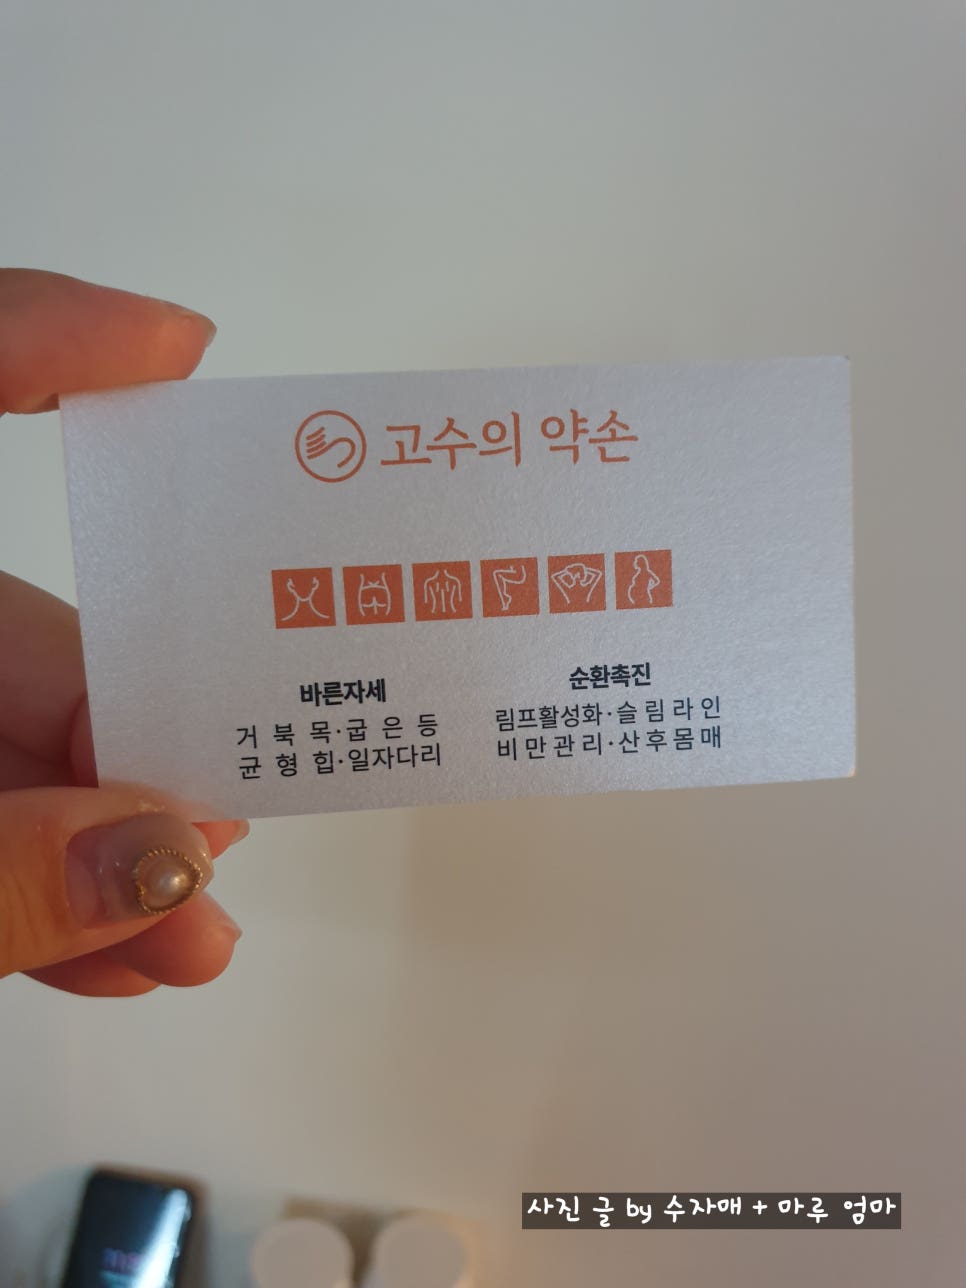 고수의 약손
바른자세
거북목·굽은등
균형힙·일자다리
순환촉진
림프활성화·슬림라인
비만관리·산후몸매
사진 글 by 수자매 + 마루 엄마